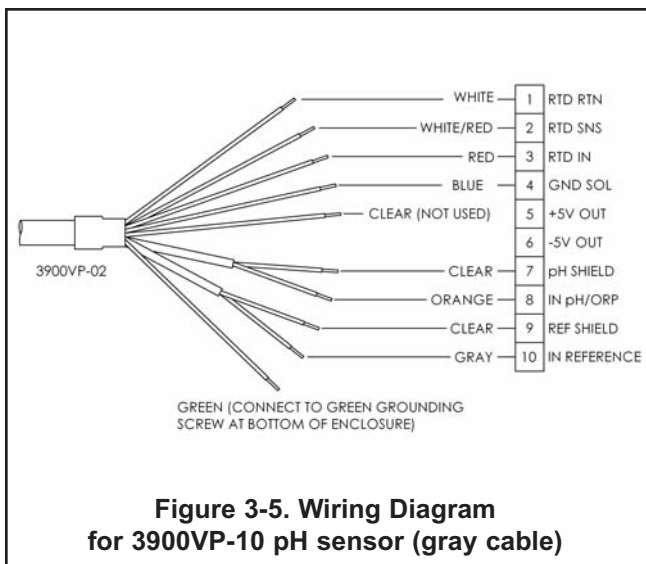 WHITE 1 RTD RTN
WHITE/RED 2 RTD SNS
RED 3 RTD IN
BLUE 4 GND SOL
CLEAR (NOT USED) 5 +5V OUT
6 -5V OUT
3900VP-02
CLEAR 7 pH SHIELD
ORANGE 8 IN pH/ORP
CLEAR 9 REF SHIELD
GRAY 10 IN REFERENCE
GREEN (CONNECT TO GREEN GROUNDING
SCREW AT BOTTOM OF ENCLOSURE)
Figure 3-5. Wiring Diagram
for 3900VP-10 pH sensor (gray cable)